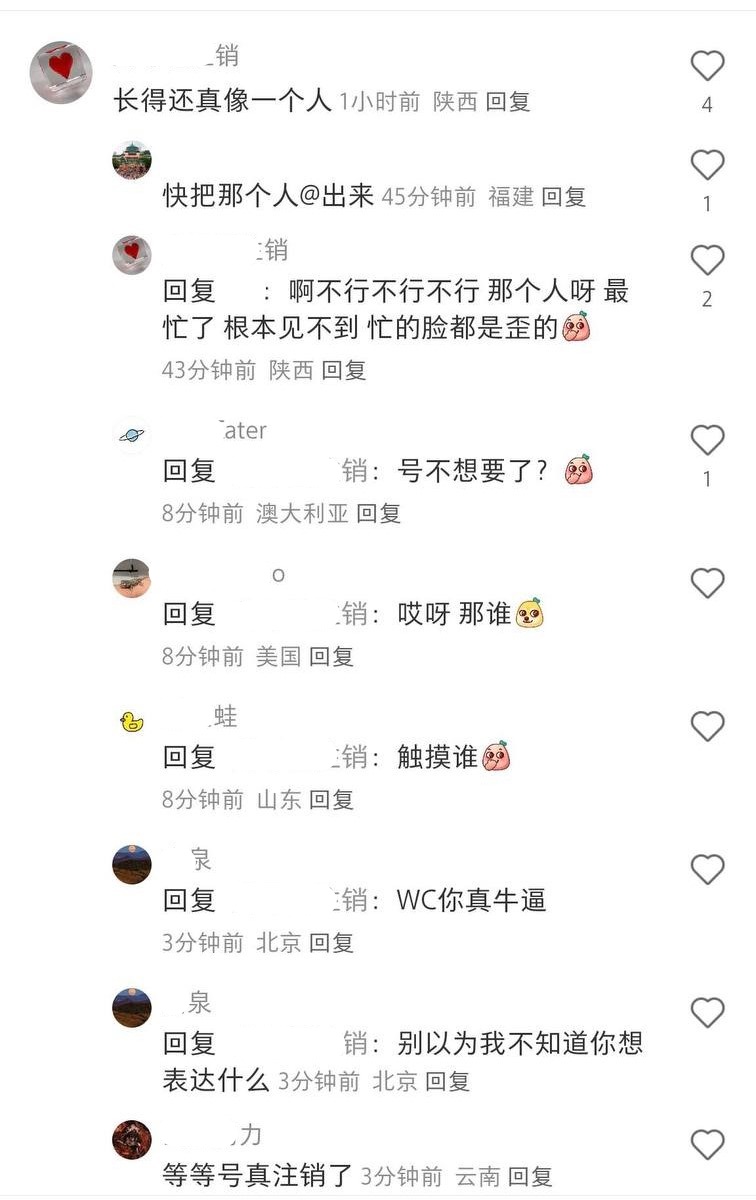 销
长得还真像一个人 1小时前 陕西 回复
4
快把那个人@出来 45分钟前 福建 回复
1
销
回复 : 啊不行不行不行 那个人呀 最
忙了 根本见不到 忙的脸都是歪的
2
43分钟前 陕西 回复
ater
回复 销: 号不想要了?
1
8分钟前 澳大利亚 回复
o
回复 销: 哎呀 那谁
8分钟前 美国 回复
蛙
回复 销: 触摸谁
8分钟前 山东 回复
泉
回复 销: WC你真牛逼
3分钟前 北京 回复
泉
回复 销: 别以为我不知道你想
表达什么 3分钟前 北京 回复
力
等等号真注销了 3分钟前 云南 回复